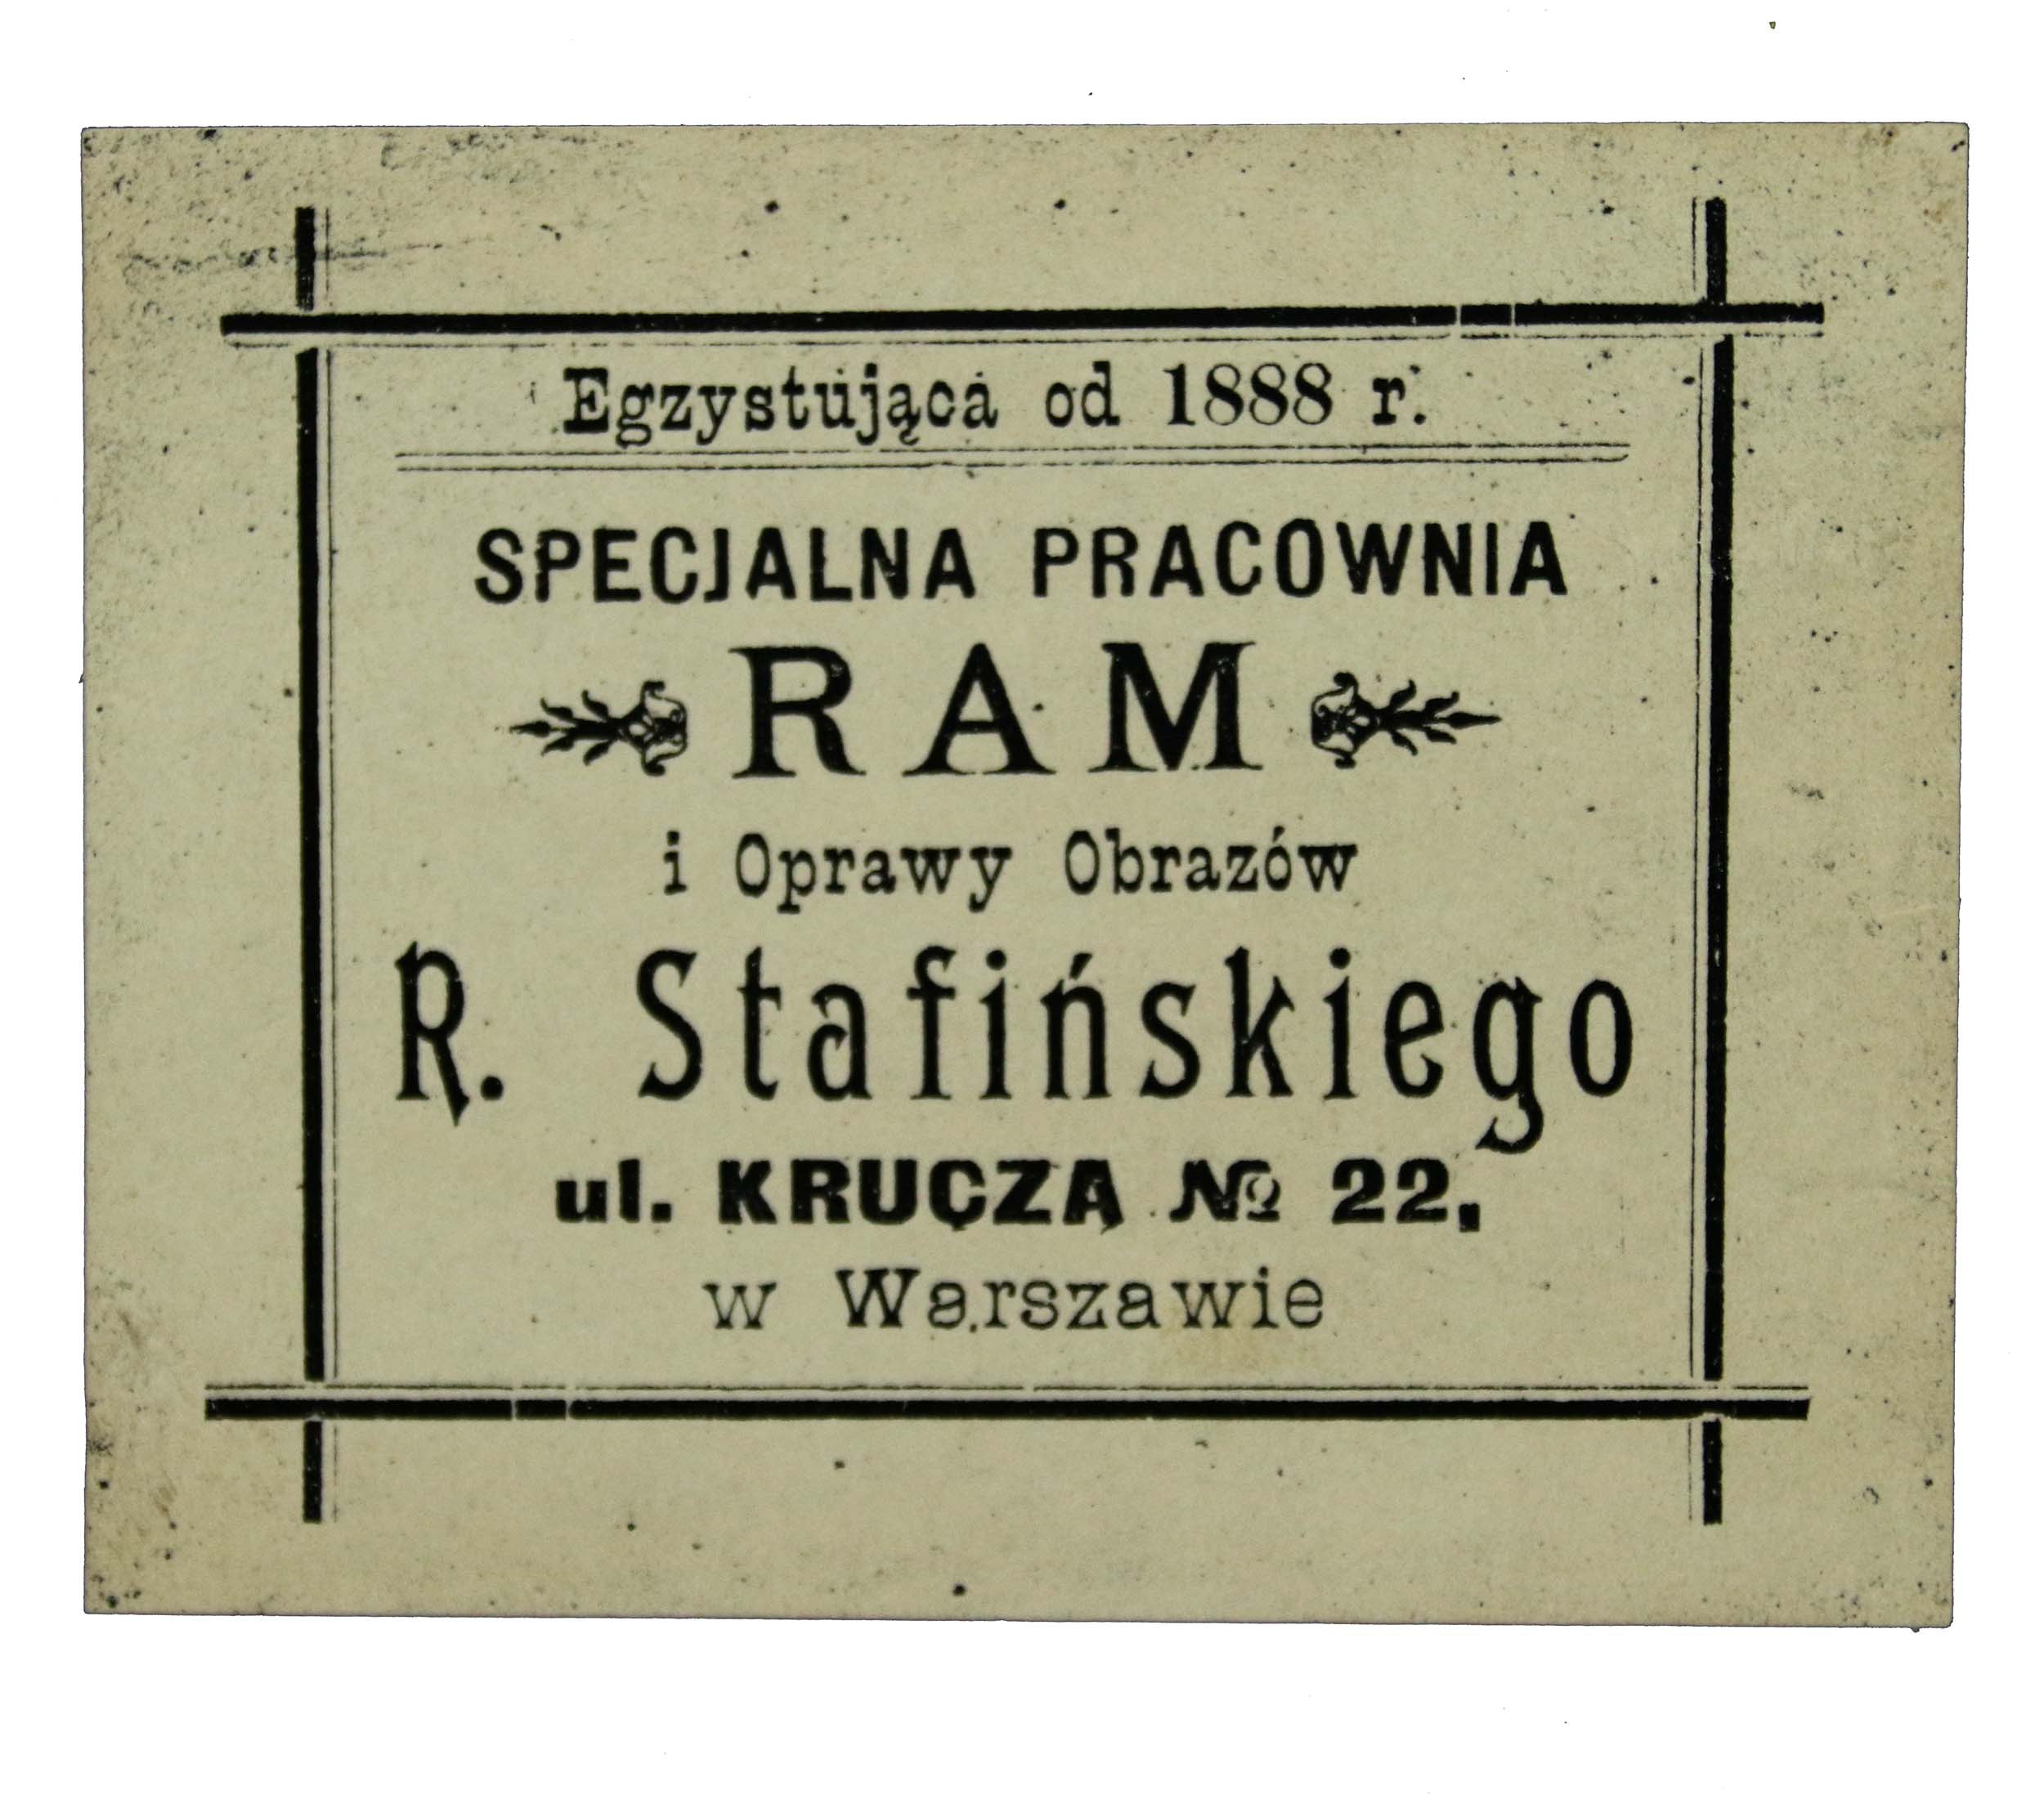 Egzystująca od 1888 r.
SPECJALNA PRACOWNIA
RAM
i Oprawy Obrazów
R. Stafińskiego
ul. KRUCZA № 22.
w Warszawie